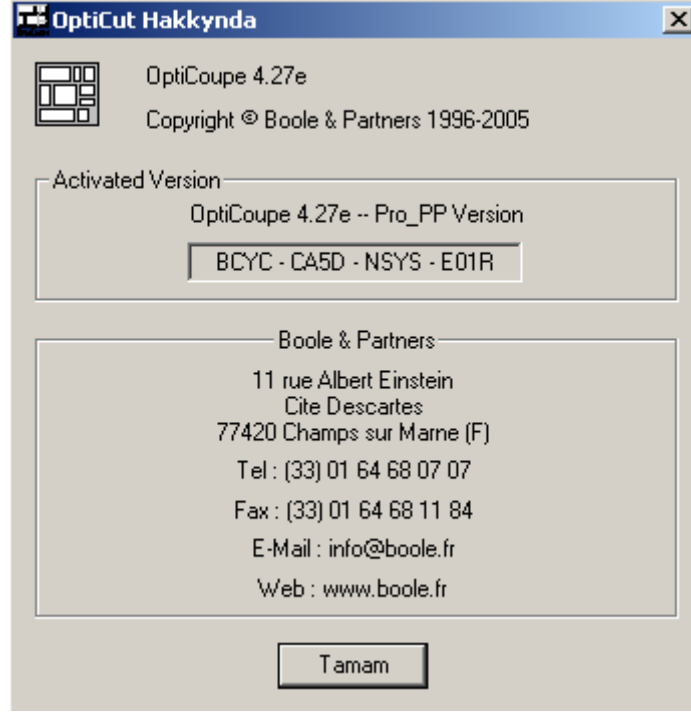 OptiCut Hakkynda
OptiCoupe 4.27e
Copyright © Boole & Partners 1996-2005
Activated Version
OptiCoupe 4.27e -- Pro_PP Version
BCYC - CA5D - NSYS - E01R
Boole & Partners
11 rue Albert Einstein
Cite Descartes
77420 Champs sur Marne (F)
Tel : (33) 01 64 68 07 07
Fax : (33) 01 64 68 11 84
E-Mail : info@boole.fr
Web : www.boole.fr
Tamam